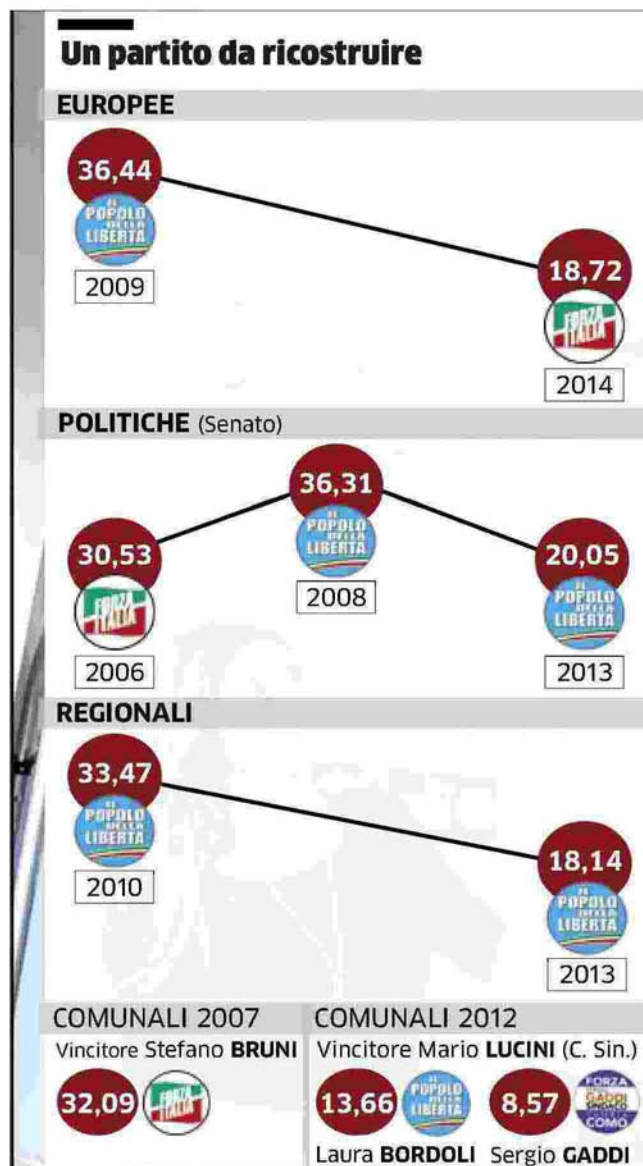 Un partito da ricostruire
EUROPEE
36,44
IL
POPOLO
DELLA
LIBERTÀ
2009
18,72
FORZA
ITALIA
2014
POLITICHE (Senato)
36,31
IL
POPOLO
DELLA
LIBERTÀ
2008
30,53
FORZA
ITALIA
2006
20,05
IL
POPOLO
DELLA
LIBERTÀ
2013
REGIONALI
33,47
IL
POPOLO
DELLA
LIBERTÀ
2010
18,14
IL
POPOLO
DELLA
LIBERTÀ
2013
COMUNALI 2007
Vincitore Stefano BRUNI
32,09
FORZA
ITALIA
COMUNALI 2012
Vincitore Mario LUCINI (C. Sin.)
13,66
IL
POPOLO
DELLA
LIBERTÀ
Laura BORDOLI
8,57
FORZA
GADDI
SINDACO
COMO
Sergio GADDI